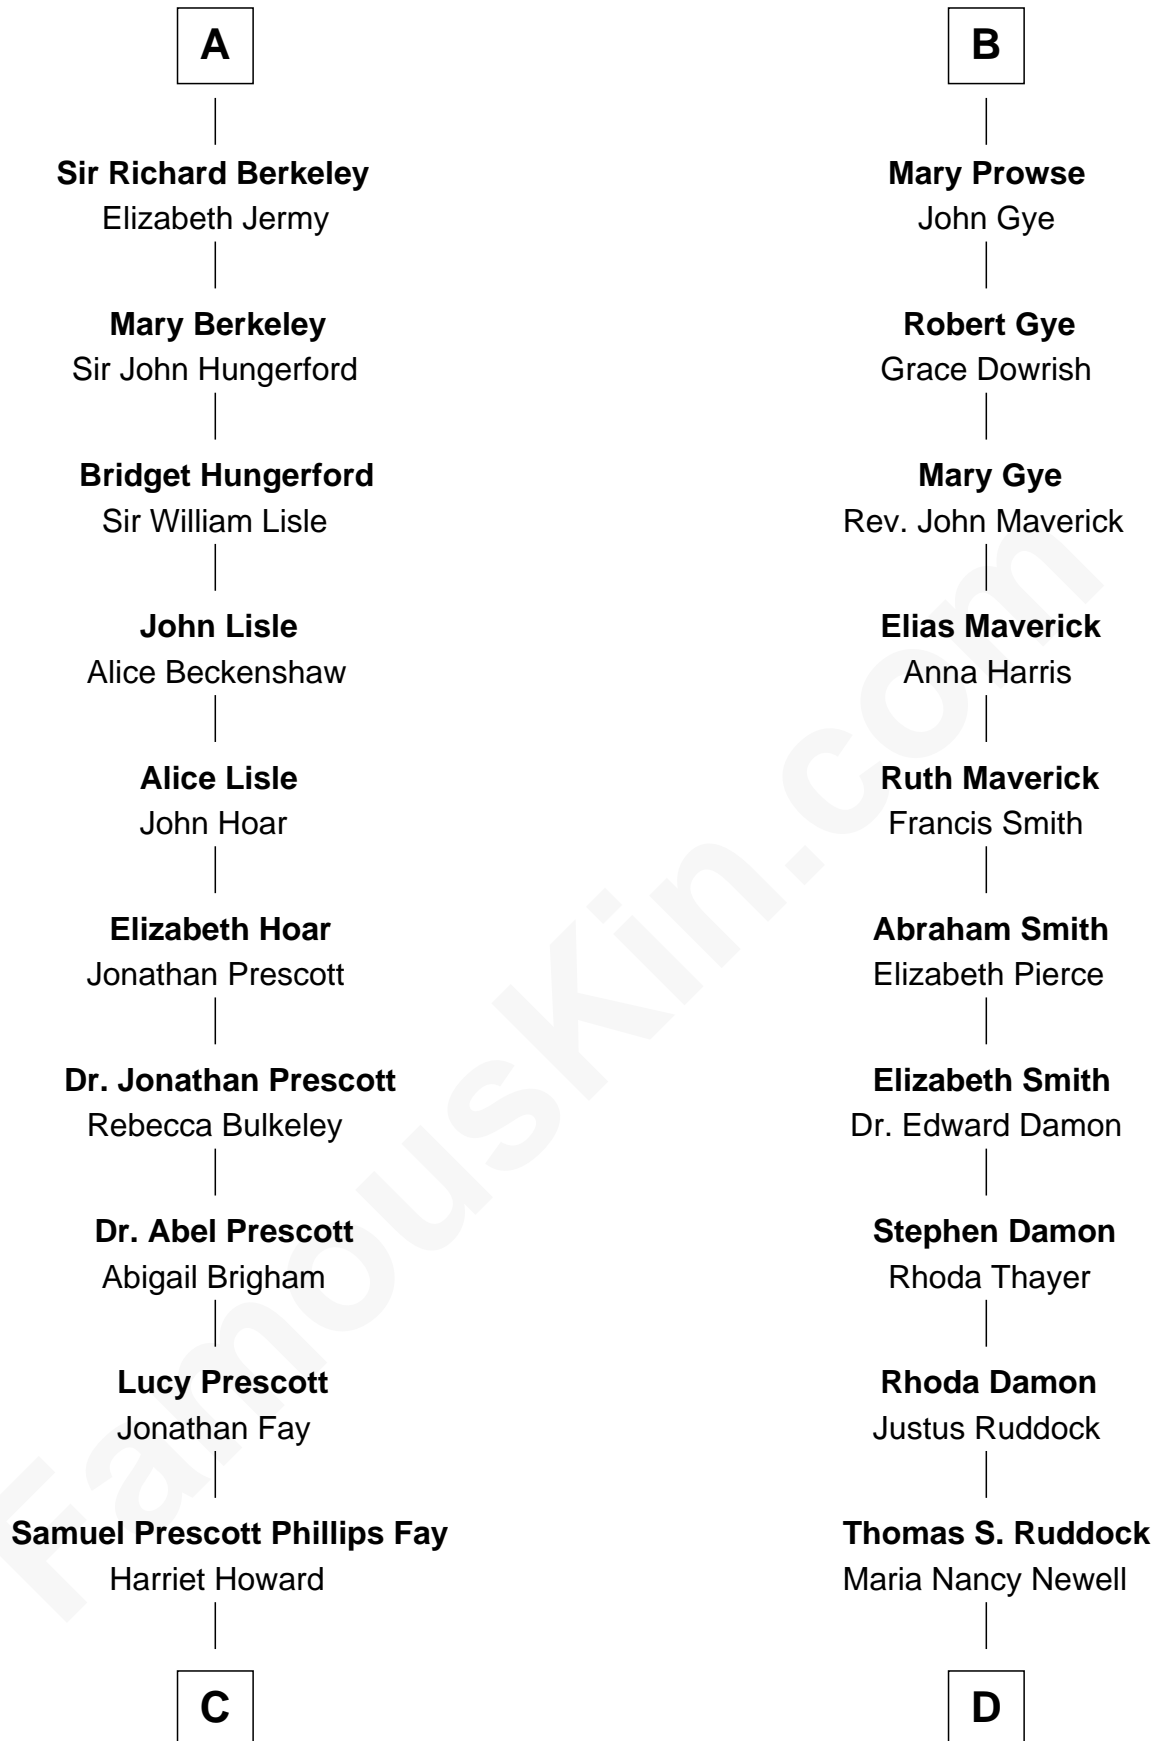 A
Sir Richard Berkeley
Elizabeth Jermy
Mary Berkeley
Sir John Hungerford
Bridget Hungerford
Sir William Lisle
John Lisle
Alice Beckenshaw
Alice Lisle
John Hoar
Elizabeth Hoar
Jonathan Prescott
Dr. Jonathan Prescott
Rebecca Bulkeley
Dr. Abel Prescott
Abigail Brigham
Lucy Prescott
Jonathan Fay
Samuel Prescott Phillips Fay
Harriet Howard
C
B
Mary Prowse
John Gye
Robert Gye
Grace Dowrish
Mary Gye
Rev. John Maverick
Elias Maverick
Anna Harris
Ruth Maverick
Francis Smith
Abraham Smith
Elizabeth Pierce
Elizabeth Smith
Dr. Edward Damon
Stephen Damon
Rhoda Thayer
Rhoda Damon
Justus Ruddock
Thomas S. Ruddock
Maria Nancy Newell
D
FamousKin.com